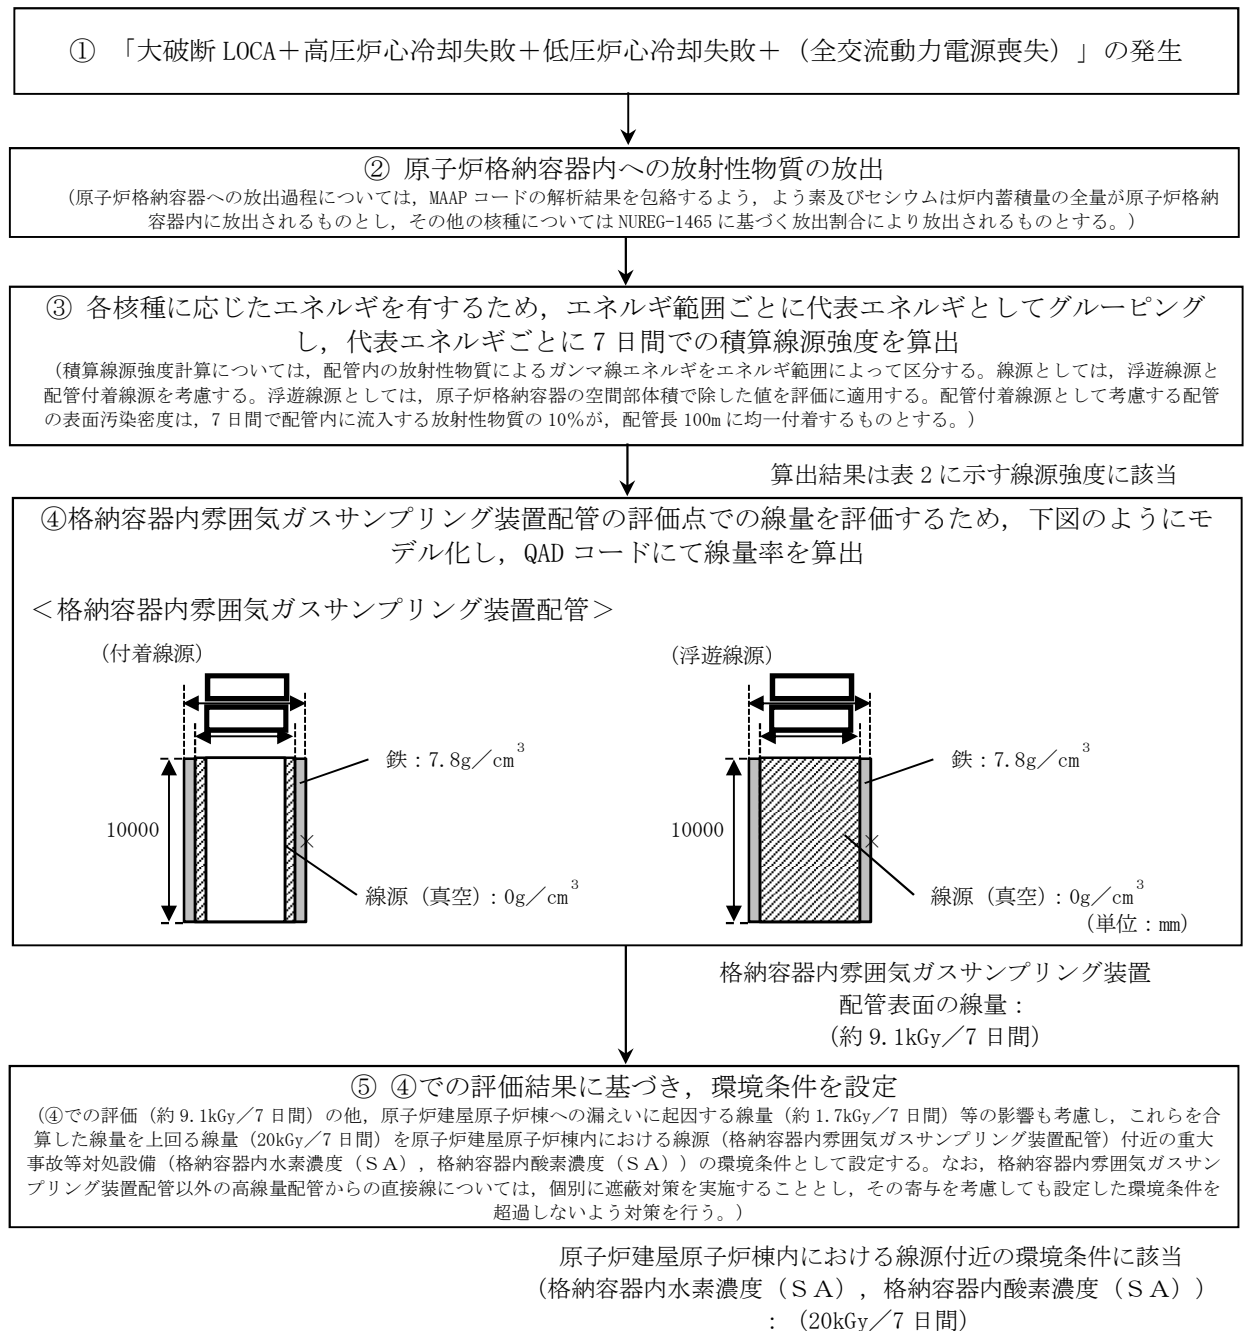 ① 「大破断 LOCA＋高圧炉心冷却失敗＋低圧炉心冷却失敗＋（全交流動力電源喪失）」の発生
② 原子炉格納容器内への放射性物質の放出
（原子炉格納容器への放出過程については，MAAP コードの解析結果を包絡するよう，よう素及びセシウムは炉内蓄積量の全量が原子炉格納
容器内に放出されるものとし，その他の核種については NUREG-1465 に基づく放出割合により放出されるものとする。）
③ 各核種に応じたエネルギを有するため，エネルギ範囲ごとに代表エネルギとしてグルーピング
し，代表エネルギごとに 7 日間での積算線源強度を算出
（積算線源強度計算については，配管内の放射性物質によるガンマ線エネルギをエネルギ範囲によって区分する。線源としては，浮遊線源と
配管付着線源を考慮する。浮遊線源としては，原子炉格納容器の空間部体積で除した値を評価に適用する。配管付着線源として考慮する配管
の表面汚染密度は，7 日間で配管内に流入する放射性物質の 10％が，配管長 100m に均一付着するものとする。）
算出結果は表 2 に示す線源強度に該当
④格納容器内雰囲気ガスサンプリング装置配管の評価点での線量を評価するため，下図のようにモ
デル化し，QAD コードにて線量率を算出
＜格納容器内雰囲気ガスサンプリング装置配管＞
（付着線源）
鉄：7.8g／cm³
10000
×
線源（真空）：0g／cm³
（浮遊線源）
鉄：7.8g／cm³
10000
×
線源（真空）：0g／cm³
（単位：mm）
格納容器内雰囲気ガスサンプリング装置
配管表面の線量：
（約 9.1kGy／7 日間）
⑤ ④での評価結果に基づき，環境条件を設定
（④での評価（約 9.1kGy／7 日間）の他，原子炉建屋原子炉棟への漏えいに起因する線量（約 1.7kGy／7 日間）等の影響も考慮し，これらを合
算した線量を上回る線量（20kGy／7 日間）を原子炉建屋原子炉棟内における線源（格納容器内雰囲気ガスサンプリング装置配管）付近の重大
事故等対処設備（格納容器内水素濃度（ＳＡ），格納容器内酸素濃度（ＳＡ））の環境条件として設定する。なお，格納容器内雰囲気ガスサン
プリング装置配管以外の高線量配管からの直接線については，個別に遮蔽対策を実施することとし，その寄与を考慮しても設定した環境条件を
超過しないよう対策を行う。）
原子炉建屋原子炉棟内における線源付近の環境条件に該当
（格納容器内水素濃度（ＳＡ），格納容器内酸素濃度（ＳＡ））
：（20kGy／7 日間）